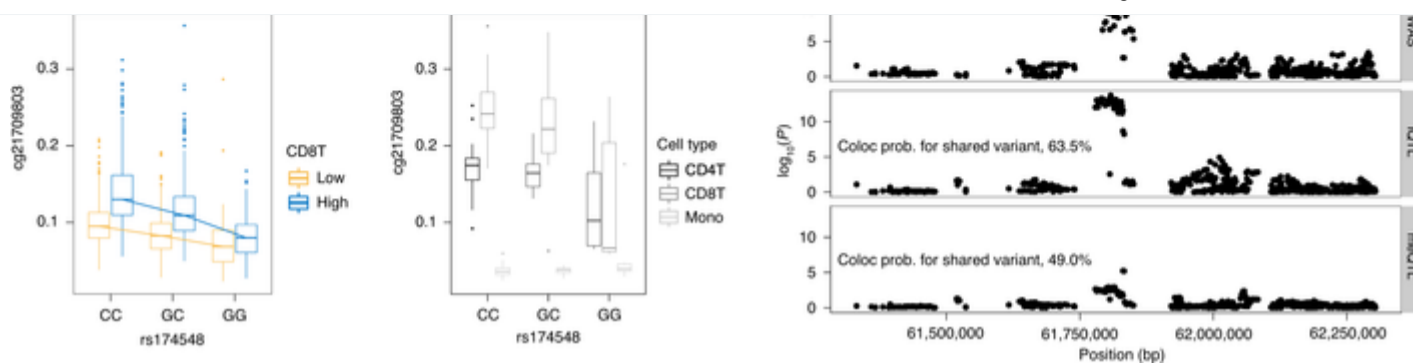 0.3
0.2
0.1
cg21709803
CC
GC
GG
rs174548
CD8T
Low
High
0.3
0.2
0.1
cg21709803
CC
GC
GG
rs174548
Cell type
CD4T
CD8T
Mono
5
0
10
5
0
Coloc prob. for shared variant, 63.5%
log10(P)
10
5
0
Coloc prob. for shared variant, 49.0%
61,500,000
61,750,000
62,000,000
62,250,000
Position (bp)